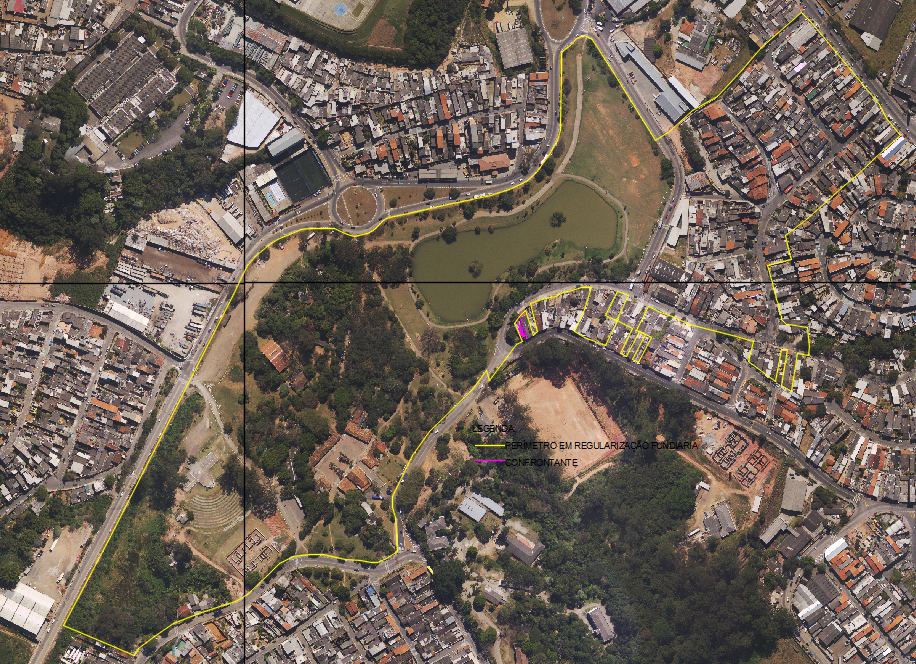 LEGENDA
PERÍMETRO EM REGULARIZAÇÃO FUNDIÁRIA
CONFRONTANTE